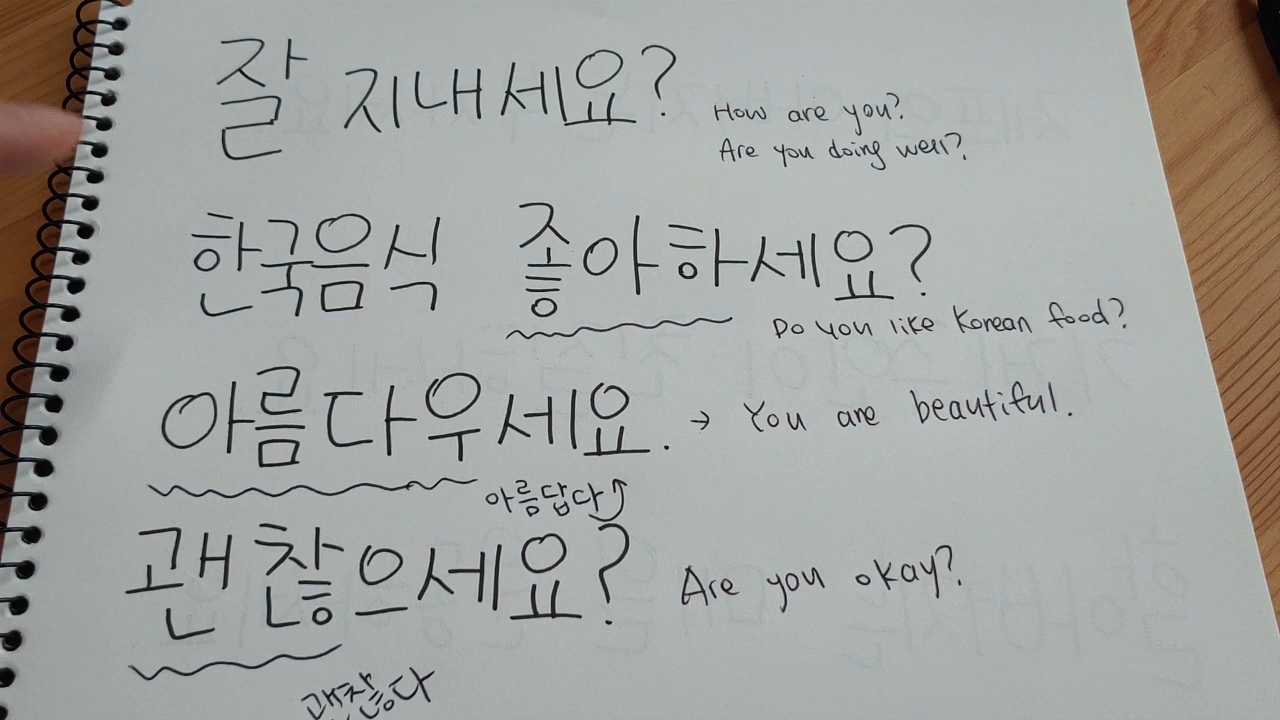 잘 지내세요?
How are you?
Are you doing well?
한국음식 좋아하세요?
Do you like Korean food?
아름다우세요. → You are beautiful.
아름답다
괜찮으세요? Are you okay?
괜찮다